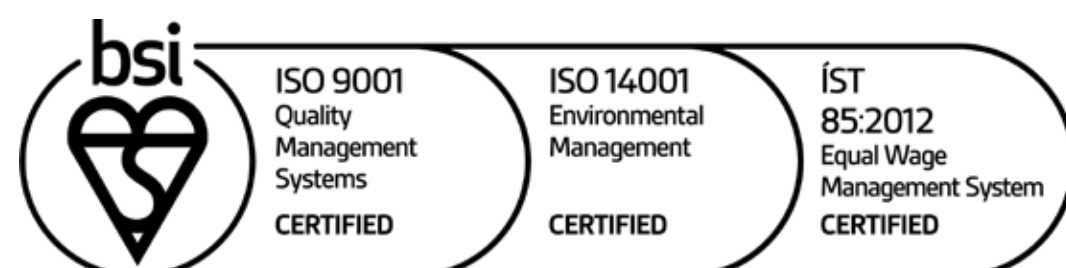 bsi
ISO 9001
Quality
Management
Systems
CERTIFIED
ISO 14001
Environmental
Management
CERTIFIED
ÍST
85:2012
Equal Wage
Management System
CERTIFIED